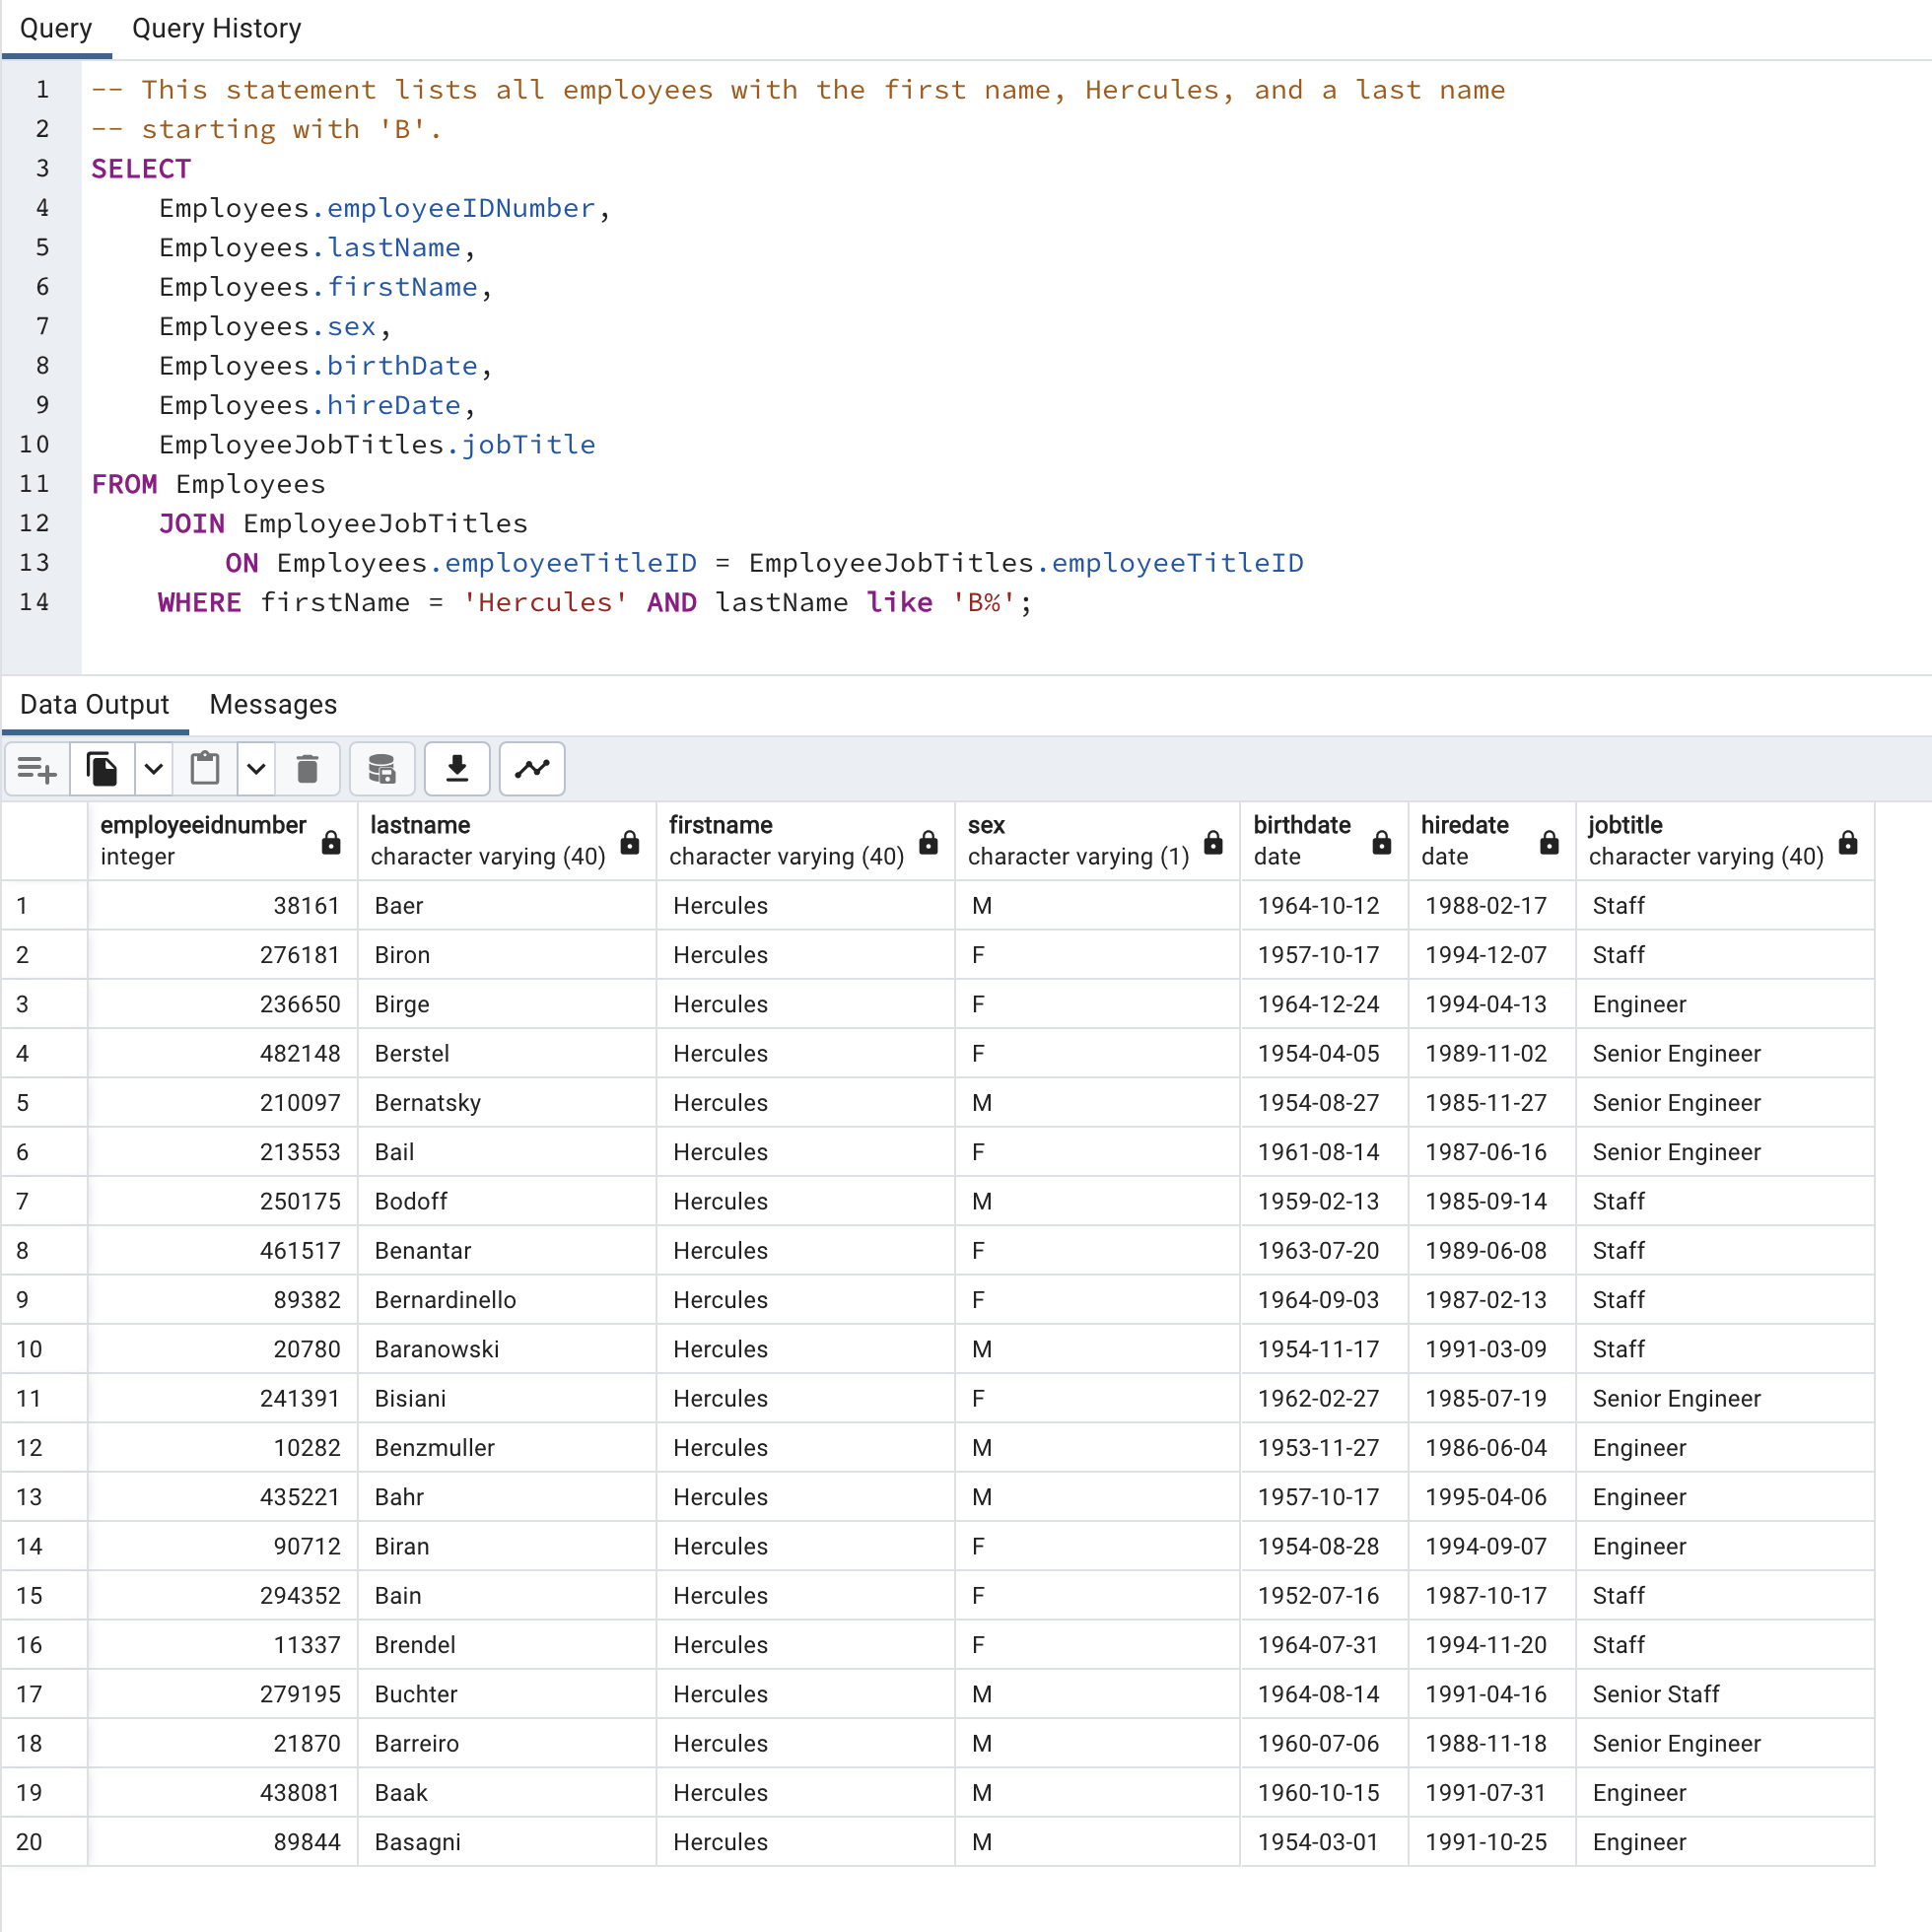 Query Query History
1 -- This statement lists all employees with the first name, Hercules, and a last name
2 -- starting with 'B'.
3 SELECT
4 Employees.employeeIDNumber,
5 Employees.lastName,
6 Employees.firstName,
7 Employees.sex,
8 Employees.birthDate,
9 Employees.hireDate,
10 EmployeeJobTitles.jobTitle
11 FROM Employees
12 JOIN EmployeeJobTitles
13 ON Employees.employeeTitleID = EmployeeJobTitles.employeeTitleID
14 WHERE firstName = 'Hercules' AND lastName like 'B%';
Data Output Messages
employeeidnumber lastname firstname sex birthdate hiredate jobtitle
integer character varying (40) character varying (40) character varying (1) date date character varying (40)
1 38161 Baer Hercules M 1964-10-12 1988-02-17 Staff
2 276181 Biron Hercules F 1957-10-17 1994-12-07 Staff
3 236650 Birge Hercules F 1964-12-24 1994-04-13 Engineer
4 482148 Berstel Hercules F 1954-04-05 1989-11-02 Senior Engineer
5 210097 Bernatsky Hercules M 1954-08-27 1985-11-27 Senior Engineer
6 213553 Bail Hercules F 1961-08-14 1987-06-16 Senior Engineer
7 250175 Bodoff Hercules M 1959-02-13 1985-09-14 Staff
8 461517 Benantar Hercules F 1963-07-20 1989-06-08 Staff
9 89382 Bernardinello Hercules F 1964-09-03 1987-02-13 Staff
10 20780 Baranowski Hercules M 1954-11-17 1991-03-09 Staff
11 241391 Bisiani Hercules F 1962-02-27 1985-07-19 Senior Engineer
12 10282 Benzmuller Hercules M 1953-11-27 1986-06-04 Engineer
13 435221 Bahr Hercules M 1957-10-17 1995-04-06 Engineer
14 90712 Biran Hercules F 1954-08-28 1994-09-07 Engineer
15 294352 Bain Hercules F 1952-07-16 1987-10-17 Staff
16 11337 Brendel Hercules F 1964-07-31 1994-11-20 Staff
17 279195 Buchter Hercules M 1964-08-14 1991-04-16 Senior Staff
18 21870 Barreiro Hercules M 1960-07-06 1988-11-18 Senior Engineer
19 438081 Baak Hercules M 1960-10-15 1991-07-31 Engineer
20 89844 Basagni Hercules M 1954-03-01 1991-10-25 Engineer